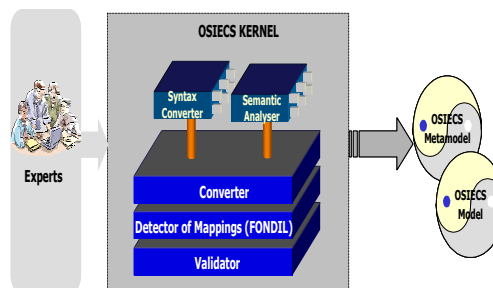 OSIECS KERNEL
Syntax
Converter
Semantic
Analyser
Experts
Converter
Detector of Mappings (FONDIL)
Validator
OSIECS
Metamodel
OSIECS
Model